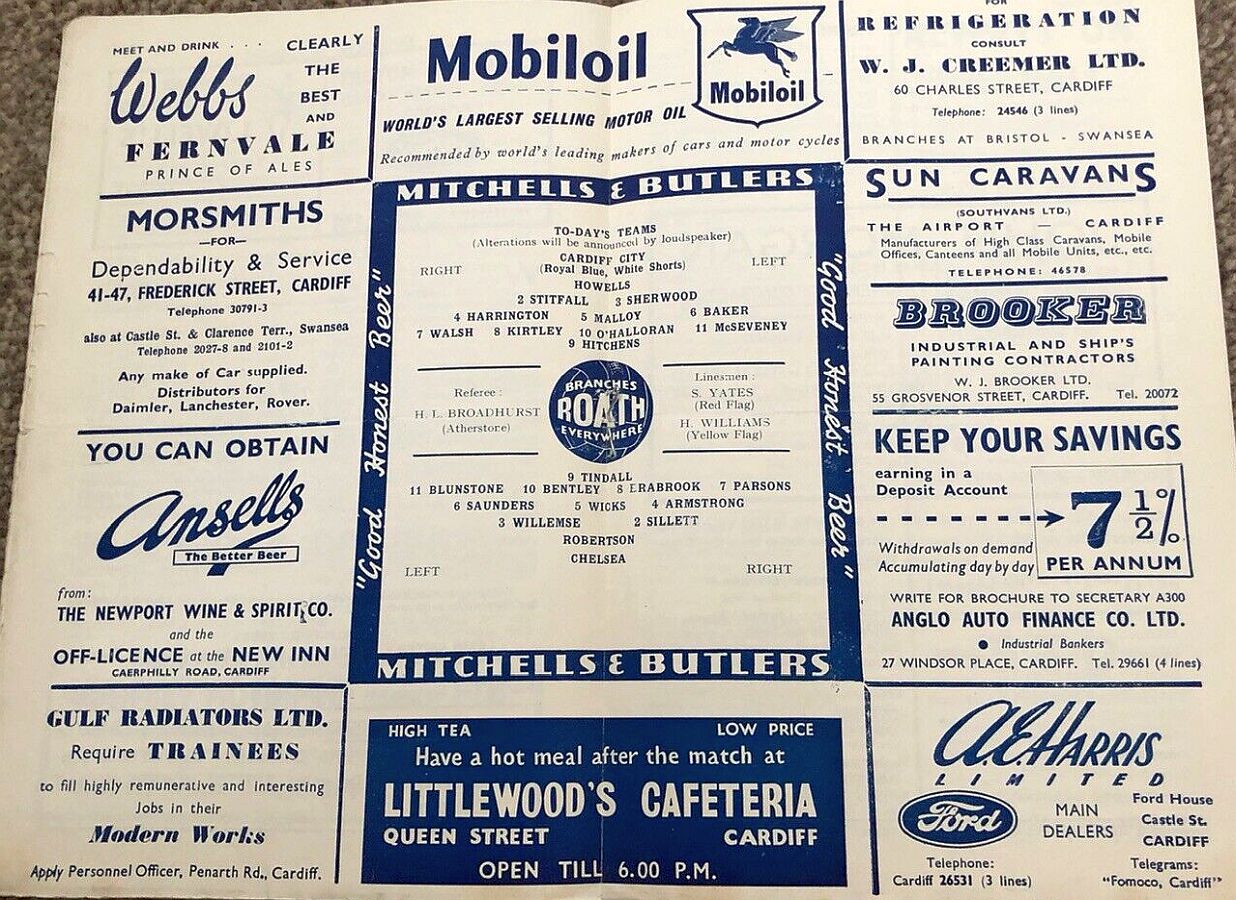 MEET AND DRINK . . . CLEARLY
Webbs
THE
BEST
AND
FERNVALE
PRINCE OF ALES
MORSMITHS
—FOR—
Dependability & Service
41-47, FREDERICK STREET, CARDIFF
Telephone 30791-3
also at Castle St. & Clarence Terr., Swansea
Telephone 2027-8 and 2101-2
Any make of Car supplied.
Distributors for
Daimler, Lanchester, Rover.
YOU CAN OBTAIN
Ansells
The Better Beer
from:
THE NEWPORT WINE & SPIRIT CO.
and the
OFF-LICENCE at the NEW INN
CAERPHILLY ROAD, CARDIFF
GULF RADIATORS LTD.
Require TRAINEES
to fill highly remunerative and interesting
Jobs in their
Modern Works
Apply Personnel Officer, Penarth Rd., Cardiff.
Mobiloil
Mobiloil
WORLD'S LARGEST SELLING MOTOR OIL
Recommended by world's leading makers of cars and motor cycles
MITCHELLS & BUTLERS
"Good Honest Beer"
TO-DAY'S TEAMS
(Alterations will be announced by loudspeaker)
CARDIFF CITY
RIGHT (Royal Blue, White Shorts) LEFT
HOWELLS
2 STITFALL 3 SHERWOOD
4 HARRINGTON 5 MALLOY 6 BAKER
7 WALSH 8 KIRTLEY 10 O'HALLORAN 11 McSEVENEY
9 HITCHENS
Referee :
H. L. BROADHURST
(Atherstone)
BRANCHES
ROATH
EVERYWHERE
Linesmen :
S. YATES
(Red Flag)
H. WILLIAMS
(Yellow Flag)
9 TINDALL
11 BLUNSTONE 10 BENTLEY 8 BRABROOK 7 PARSONS
6 SAUNDERS 5 WICKS 4 ARMSTRONG
3 WILLEMSE 2 SILLETT
ROBERTSON
CHELSEA
LEFT RIGHT
"Good Honest Beer"
MITCHELLS & BUTLERS
HIGH TEA LOW PRICE
Have a hot meal after the match at
LITTLEWOOD'S CAFETERIA
QUEEN STREET CARDIFF
OPEN TILL 6.00 P.M.
FOR
REFRIGERATION
CONSULT
W. J. CREEMER LTD.
60 CHARLES STREET, CARDIFF
Telephone: 24546 (3 lines)
BRANCHES AT BRISTOL - SWANSEA
SUN CARAVANS
(SOUTHVANS LTD.)
THE AIRPORT — CARDIFF
Manufacturers of High Class Caravans, Mobile
Offices, Canteens and all Mobile Units, etc., etc.
TELEPHONE: 46578
BROOKER
INDUSTRIAL AND SHIP'S
PAINTING CONTRACTORS
W. J. BROOKER LTD.
55 GROSVENOR STREET, CARDIFF. Tel. 20072
KEEP YOUR SAVINGS
earning in a
Deposit Account
7 1/2 %
PER ANNUM
Withdrawals on demand
Accumulating day by day
WRITE FOR BROCHURE TO SECRETARY A300
ANGLO AUTO FINANCE CO. LTD.
● Industrial Bankers
27 WINDSOR PLACE, CARDIFF. Tel. 29661 (4 lines)
A.E. HARRIS
LIMITED
Ford
MAIN
DEALERS
Ford House
Castle St.
CARDIFF
Telephone:
Cardiff 26531 (3 lines)
Telegrams:
"Fomoco, Cardiff"